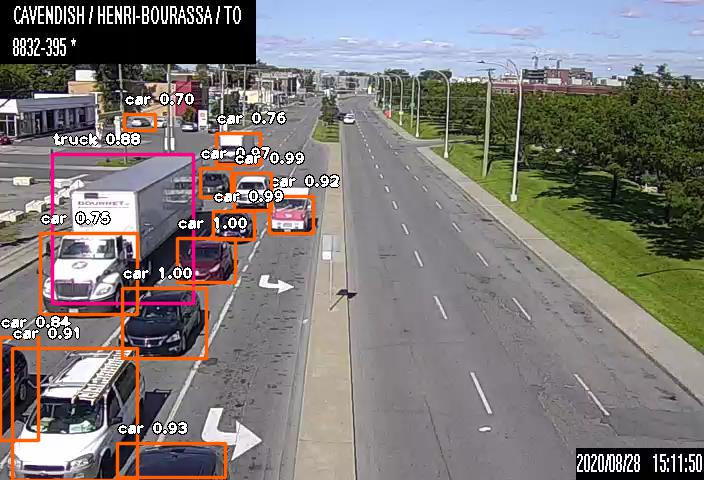 CAVENDISH / HENRI-BOURASSA / TO
8832-395 *
car 0.70
car 0.76
truck 0.88
car 0.97
car 0.99
car 0.92
GOURRET
car 0.99
car 0.75
car 1.00
car 1.00
car 0.84
car 0.91
car 0.93
2020/08/28 15:11:50